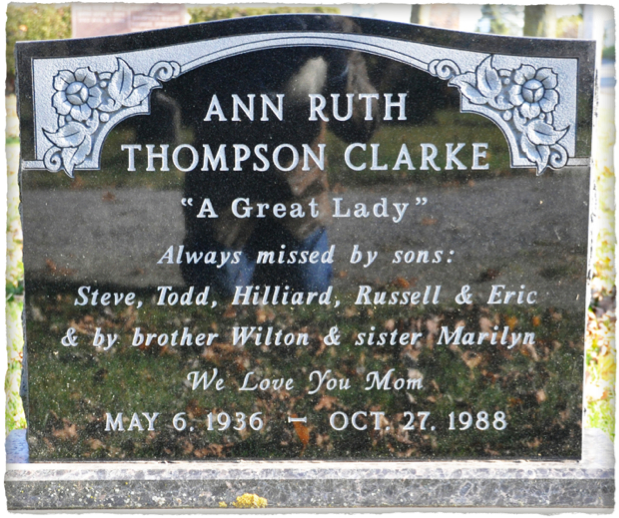 ANN RUTH
THOMPSON CLARKE
"A Great Lady"
Always missed by sons:
Steve, Todd, Hilliard, Russell & Eric
& by brother Wilton & sister Marilyn
We Love You Mom
MAY 6, 1936 – OCT. 27, 1988